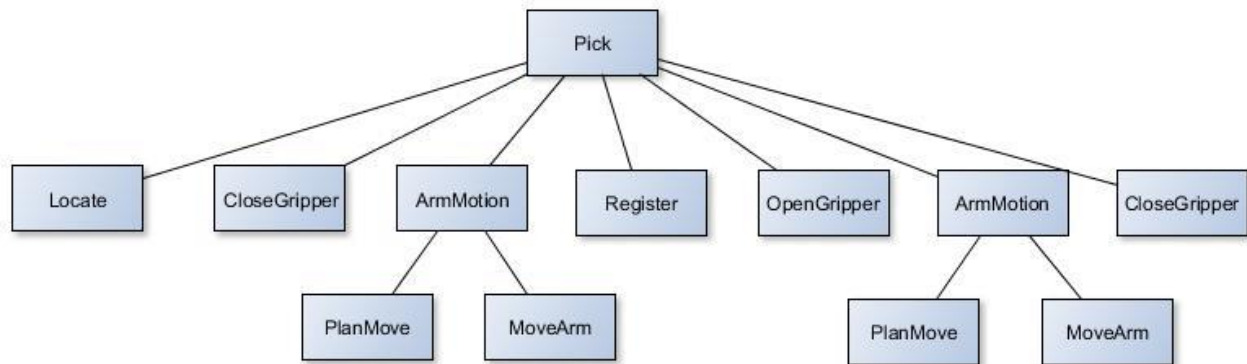 Pick
Locate
CloseGripper
ArmMotion
Register
OpenGripper
ArmMotion
CloseGripper
PlanMove
MoveArm
PlanMove
MoveArm